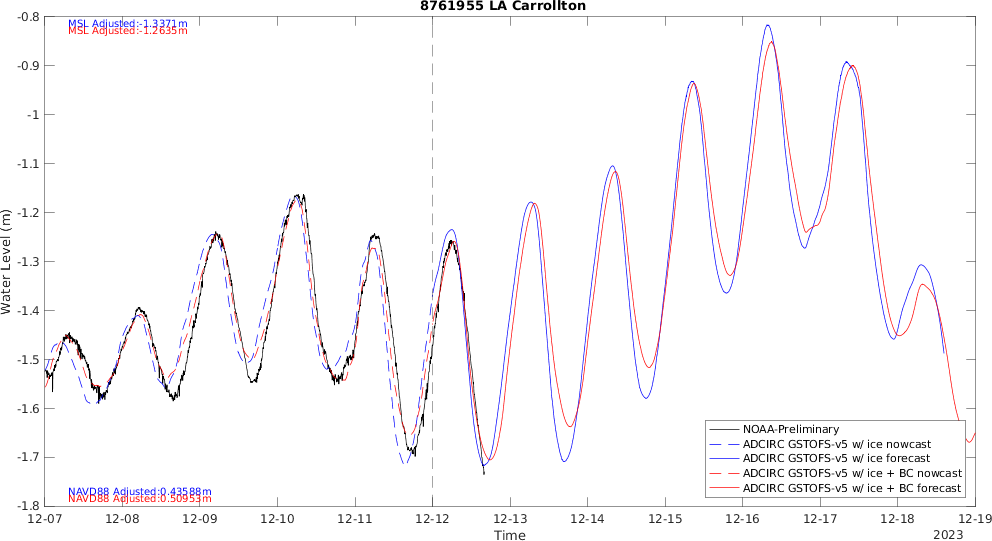 8761955 LA Carrollton
MSL Adjusted:-1.3371m
MSL Adjusted:-1.2635m
-0.8
-0.9
-1
-1.1
-1.2
-1.3
-1.4
-1.5
-1.6
-1.7
-1.8
Water Level (m)
NOAA-Preliminary
ADCIRC GSTOFS-v5 w/ ice nowcast
ADCIRC GSTOFS-v5 w/ ice forecast
ADCIRC GSTOFS-v5 w/ ice + BC nowcast
ADCIRC GSTOFS-v5 w/ ice + BC forecast
NAVD88 Adjusted:0.43588m
NAVD88 Adjusted:0.50953m
12-07 12-08 12-09 12-10 12-11 12-12 12-13 12-14 12-15 12-16 12-17 12-18 12-19
Time
2023